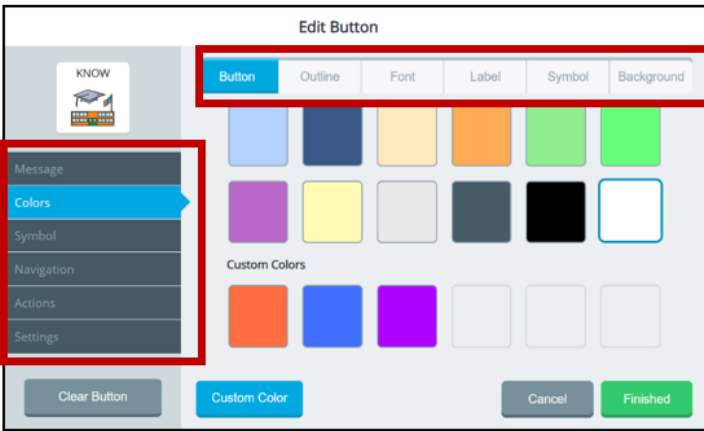 Edit Button
KNOW
Button Outline Font Label Symbol Background
Message
Colors
Symbol
Navigation
Actions
Settings
Custom Colors
Clear Button
Custom Color
Cancel
Finished